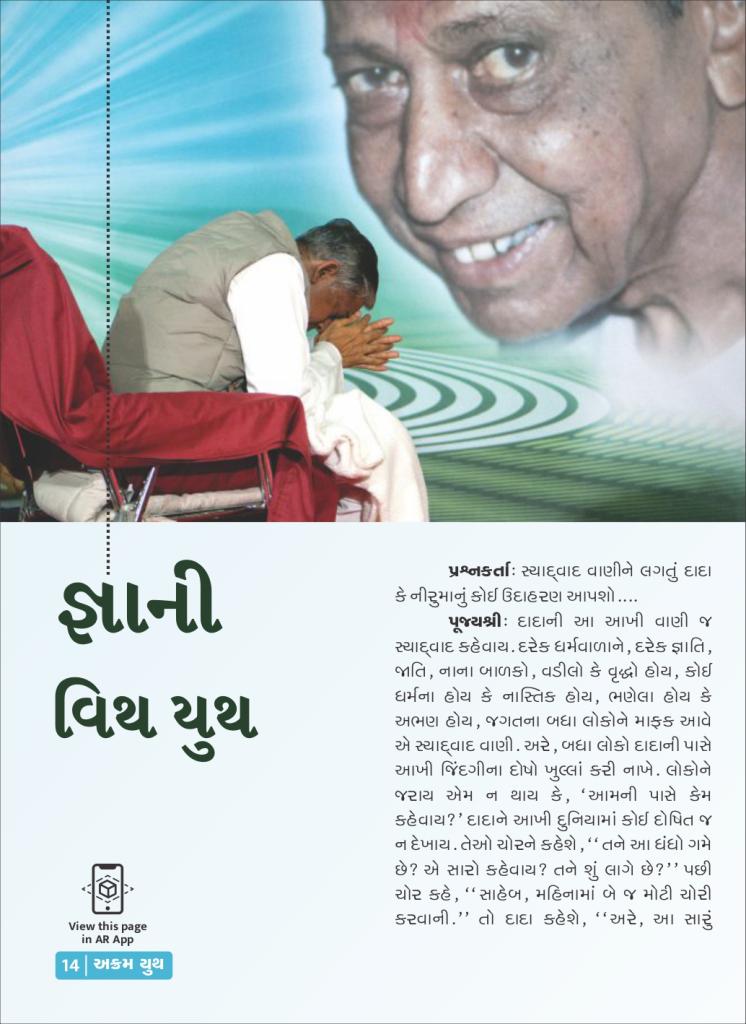 જ્ઞાની
વિથ યુથ
પ્રશ્નકર્તા: સ્યાદ્‌વાદ વાણીને લગતું દાદા
કે નીરુમાનું કોઈ ઉદાહરણ આપશો....
પૂજ્યશ્રી: દાદાની આ આખી વાણી જ
સ્યાદ્‌વાદ કહેવાય. દરેક ધર્મવાળાને, દરેક જ્ઞાતિ,
જાતિ, નાના બાળકો, વડીલો કે વૃદ્ધો હોય, કોઈ
ધર્મના હોય કે નાસ્તિક હોય, ભણેલા હોય કે
અભણ હોય, જગતના બધા લોકોને માફક આવે
એ સ્યાદ્‌વાદ વાણી. અરે, બધા લોકો દાદાની પાસે
આખી જિંદગીના દોષો ખુલ્લાં કરી નાખે. લોકોને
જરાય એમ ન થાય કે, ‘આમની પાસે કેમ
કહેવાય?’ દાદાને આખી દુનિયામાં કોઈ દોષિત જ
ન દેખાય. તેઓ ચોરને કહેશે, ‘‘તને આ ધંધો ગમે
છે? એ સારો કહેવાય? તને શું લાગે છે?’’ પછી
ચોર કહે, ‘‘સાહેબ, મહિનામાં બે જ મોટી ચોરી
કરવાની.’’ તો દાદા કહેશે, ‘‘અરે, આ સારું
View this page
in AR App
14 | અક્રમ યુથ